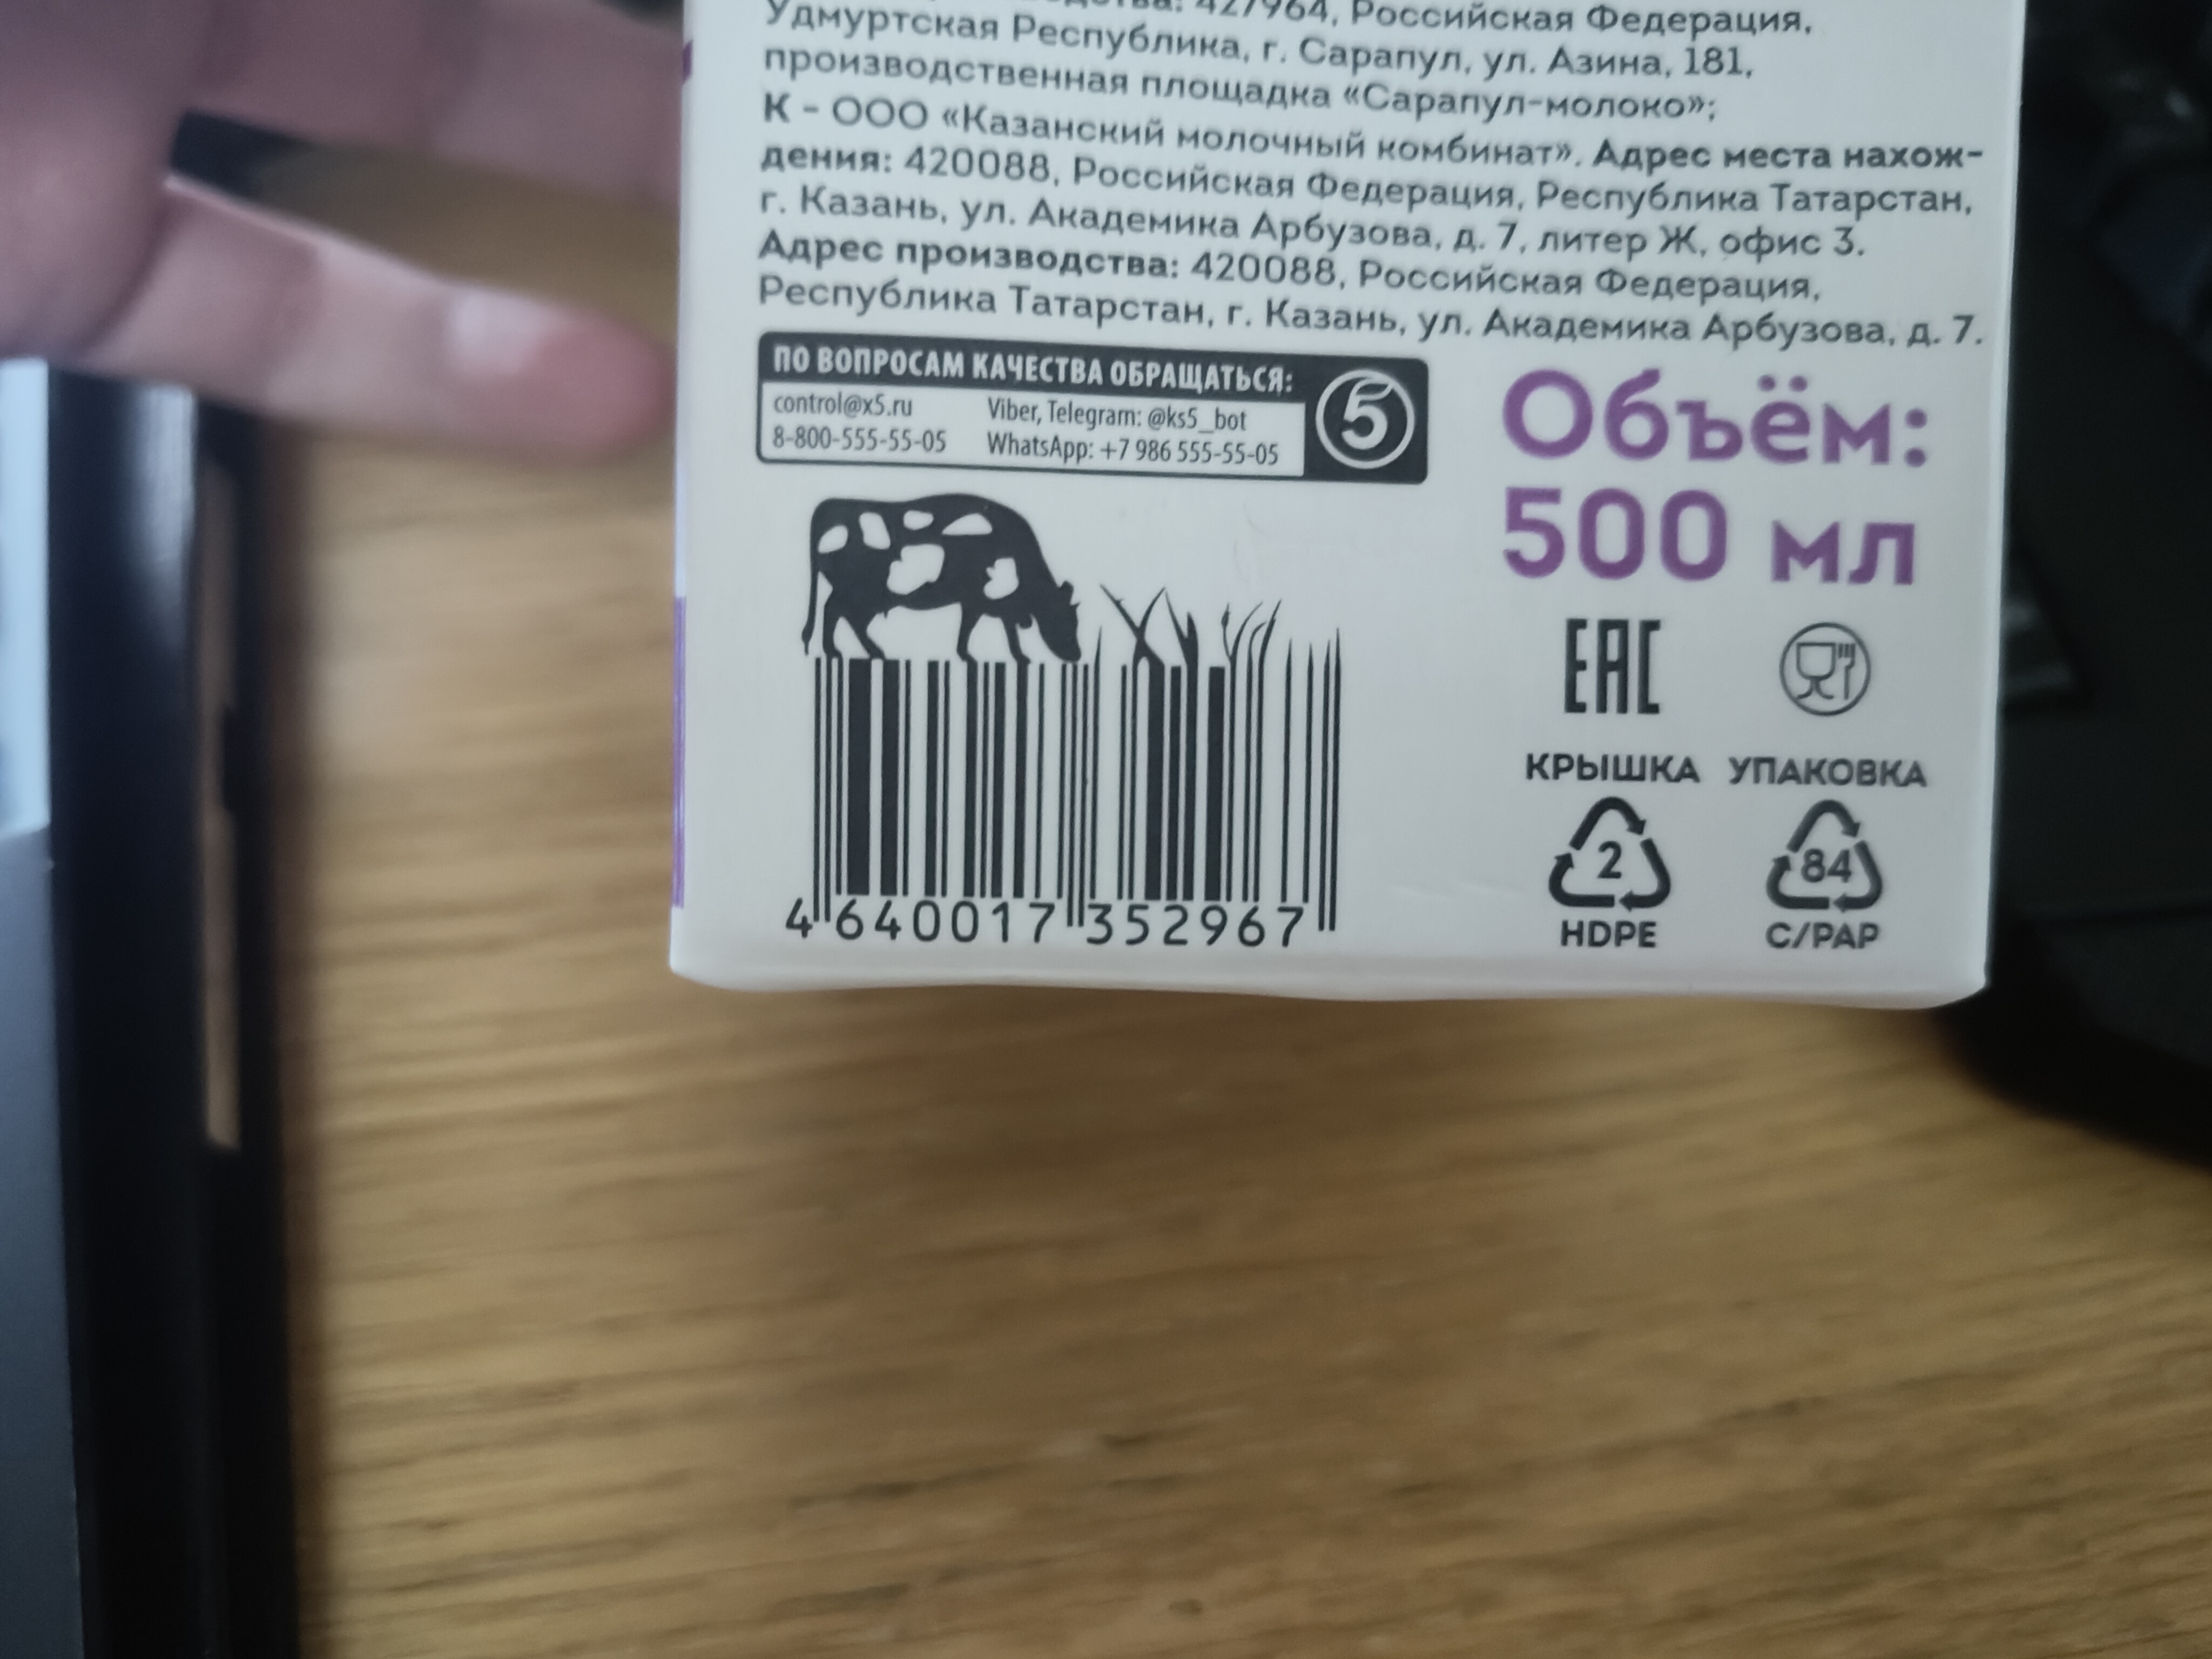 427964, Российская Федерация,
Удмуртская Республика, г. Сарапул, ул. Азина, 181,
производственная площадка «Сарапул-молоко»;
К - ООО «Казанский молочный комбинат». Адрес места нахож-
дения: 420088, Российская Федерация, Республика Татарстан,
г. Казань, ул. Академика Арбузова, д. 7, литер Ж, офис 3.
Адрес производства: 420088, Российская Федерация,
Республика Татарстан, г. Казань, ул. Академика Арбузова, д. 7.
ПО ВОПРОСАМ КАЧЕСТВА ОБРАЩАТЬСЯ:
control@x5.ru Viber, Telegram: @ks5_bot
8-800-555-55-05 WhatsApp: +7 986 555-55-05
5
Объём:
500 мл
EAC
КРЫШКА УПАКОВКА
2 84
HDPE C/PAP
4 640017 352967